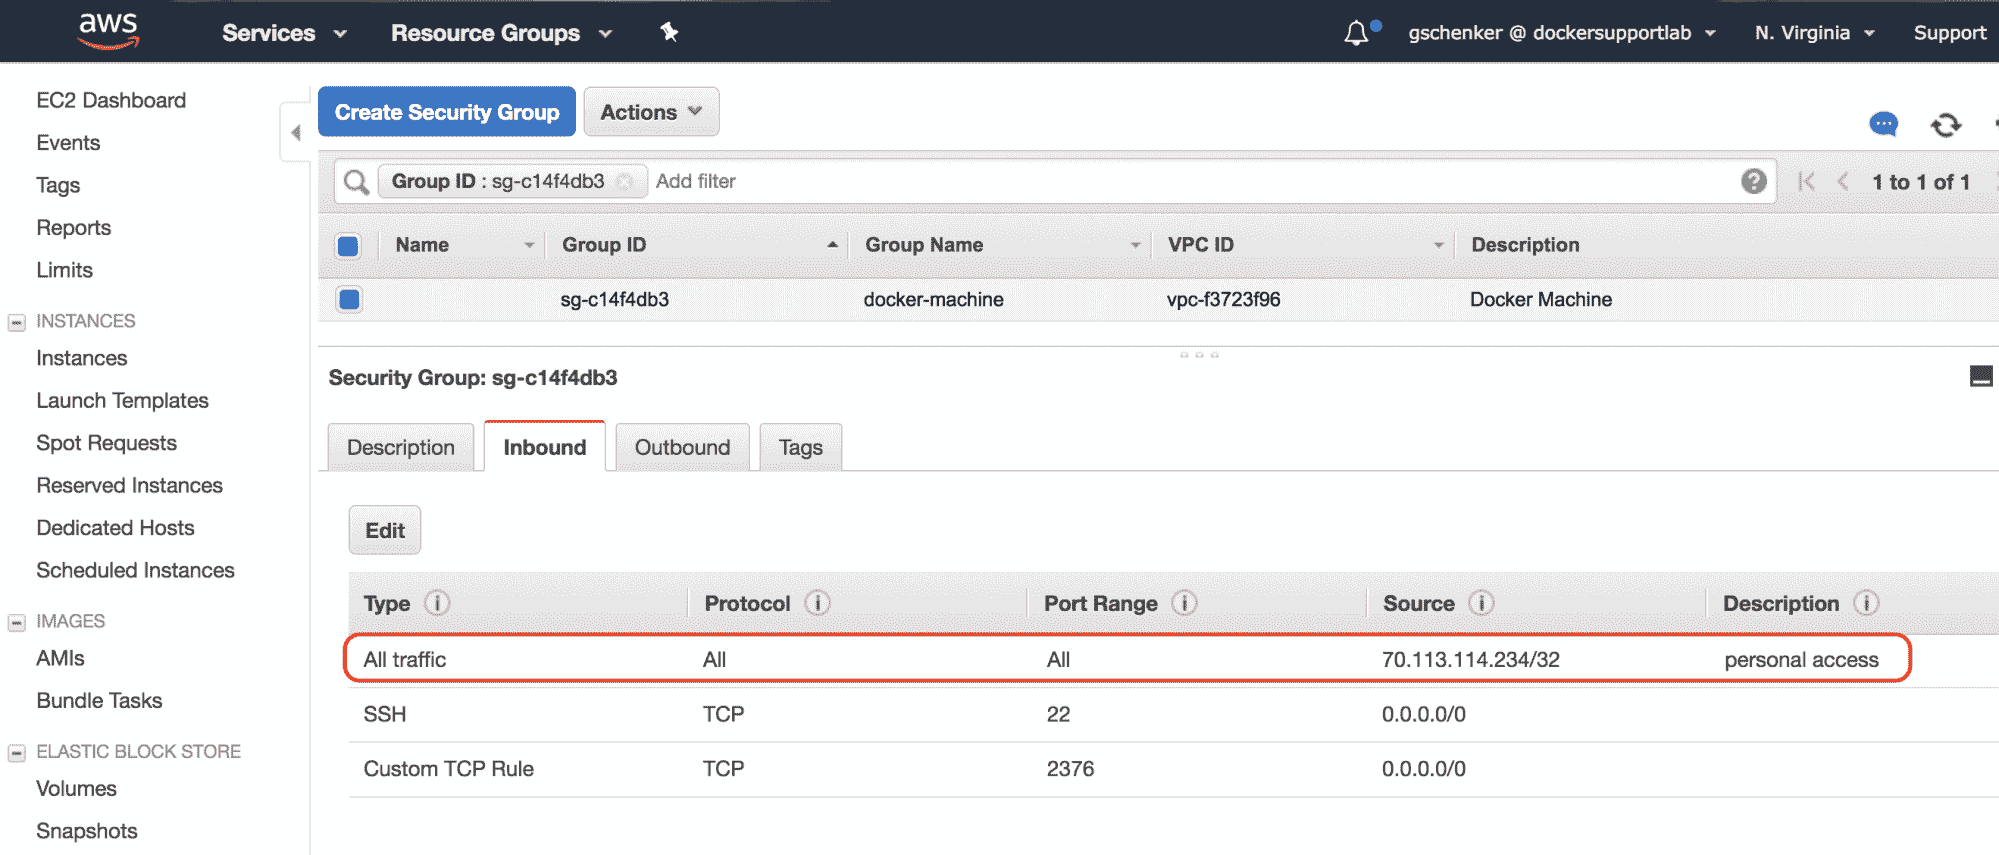 aws Services Resource Groups gschenker @ dockersupportlab N. Virginia Support
EC2 Dashboard
Events
Tags
Reports
Limits
INSTANCES
Instances
Launch Templates
Spot Requests
Reserved Instances
Dedicated Hosts
Scheduled Instances
IMAGES
AMIs
Bundle Tasks
ELASTIC BLOCK STORE
Volumes
Snapshots
Create Security Group Actions
Group ID : sg-c14f4db3 Add filter 1 to 1 of 1
Name Group ID Group Name VPC ID Description
sg-c14f4db3 docker-machine vpc-f3723f96 Docker Machine
Security Group: sg-c14f4db3
Description Inbound Outbound Tags
Edit
Type Protocol Port Range Source Description
All traffic All All 70.113.114.234/32 personal access
SSH TCP 22 0.0.0.0/0
Custom TCP Rule TCP 2376 0.0.0.0/0